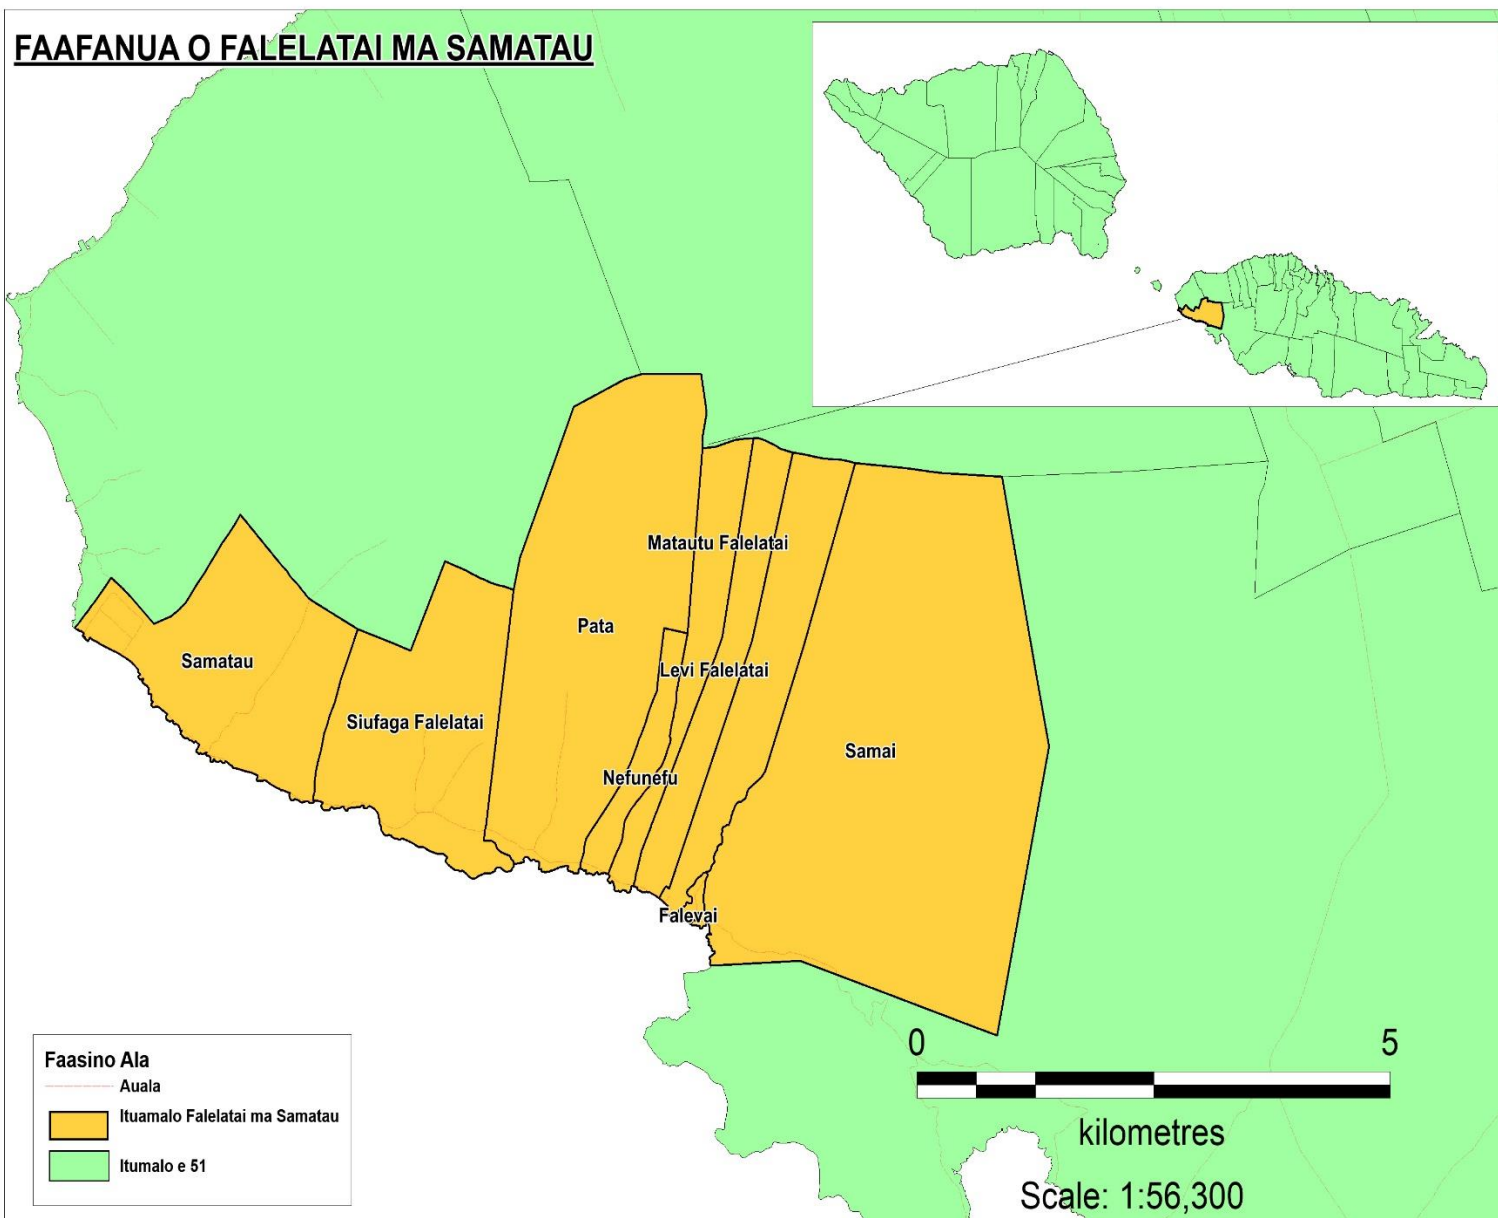 FAAFANUA O FALELATAI MA SAMATAU
Matautu Falelatai
Pata
Samatau
Levi Falelatai
Siufaga Falelatai
Samai
Nefunefu
Falevai
Faasino Ala
Auala
Ituamalo Falelatai ma Samatau
Itumalo e 51
0 5
kilometres
Scale: 1:56,300